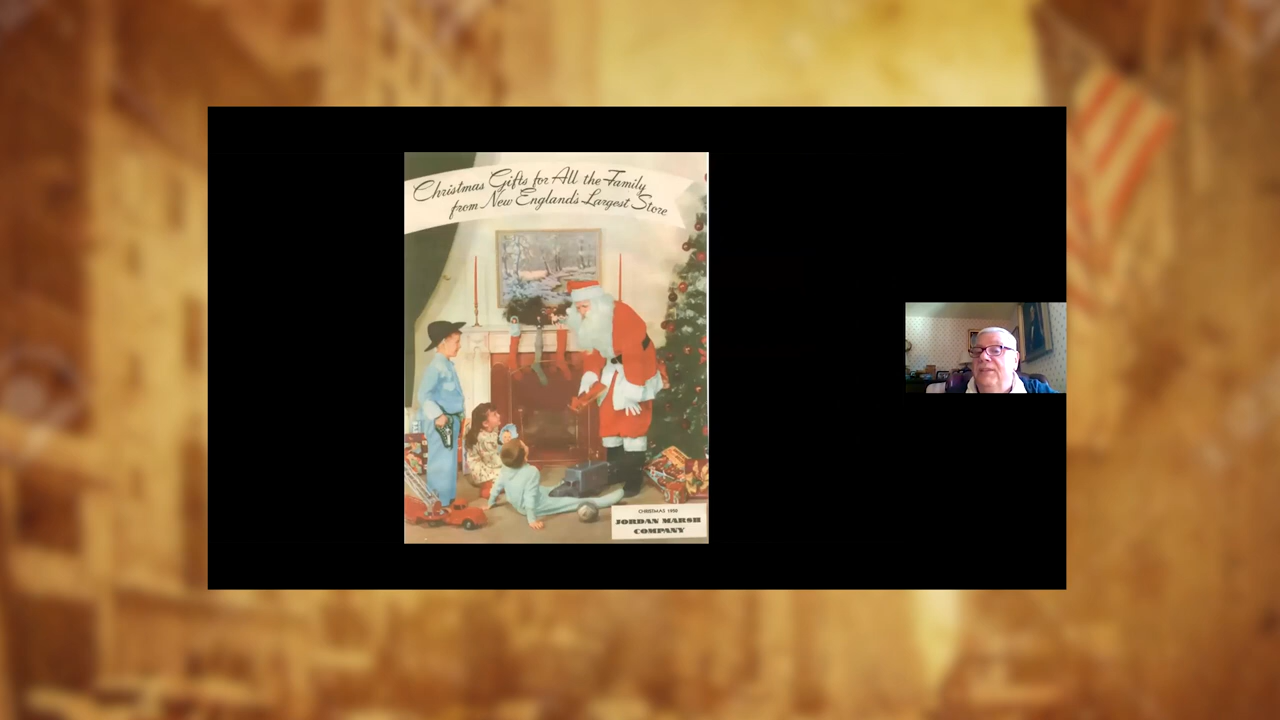 Christmas Gifts for All the Family
from New England's Largest Store
CHRISTMAS 1950
JORDAN MARSH
COMPANY